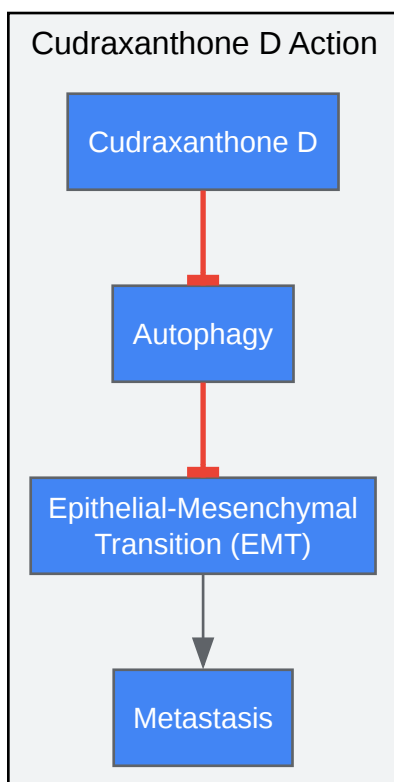 Cudraxanthone D Action
Cudraxanthone D
Autophagy
Epithelial-Mesenchymal
Transition (EMT)
Metastasis